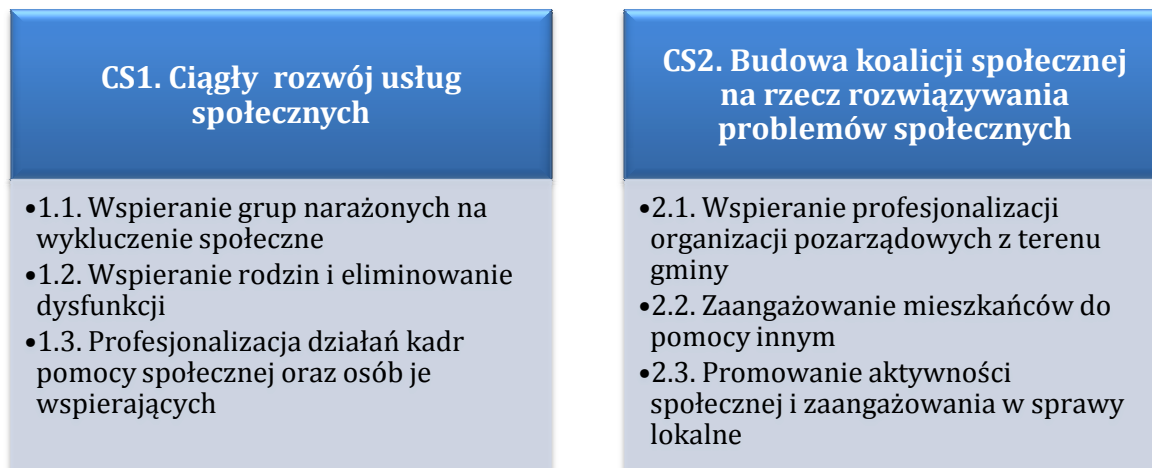 CS1. Ciągły rozwój usług
społecznych
•1.1. Wspieranie grup narażonych na
wykluczenie społeczne
•1.2. Wspieranie rodzin i eliminowanie
dysfunkcji
•1.3. Profesjonalizacja działań kadr
pomocy społecznej oraz osób je
wspierających
CS2. Budowa koalicji społecznej
na rzecz rozwiązywania
problemów społecznych
•2.1. Wspieranie profesjonalizacji
organizacji pozarządowych z terenu
gminy
•2.2. Zaangażowanie mieszkańców do
pomocy innym
•2.3. Promowanie aktywności
społecznej i zaangażowania w sprawy
lokalne